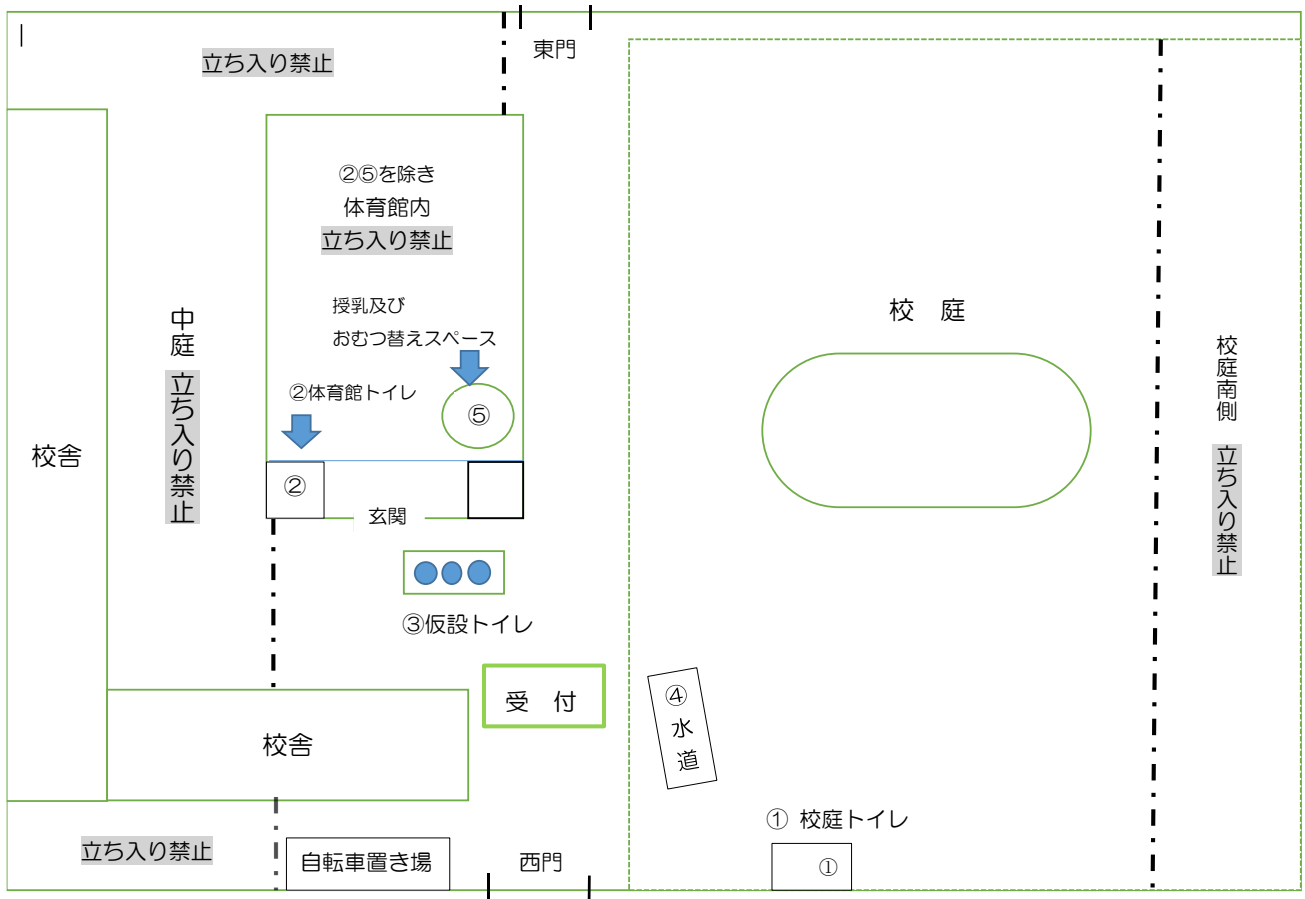 立ち入り禁止
東門
②⑤を除き
体育館内
立ち入り禁止
授乳及び
おむつ替えスペース
②体育館トイレ
⑤
②
玄関
中庭 立ち入り禁止
校舎
校 庭
校庭南側 立ち入り禁止
③仮設トイレ
受 付
④水道
校舎
① 校庭トイレ
①
立ち入り禁止
自転車置き場
西門